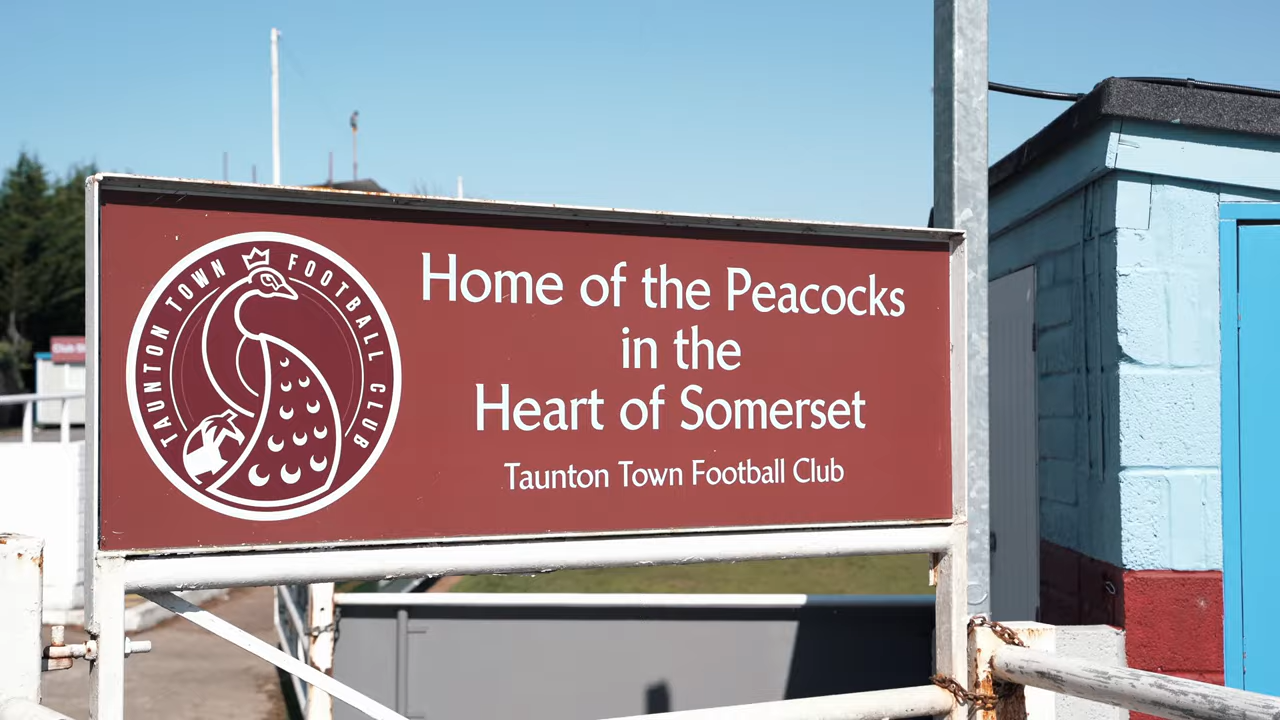 TAUNTON TOWN FOOTBALL CLUB
Home of the Peacocks
in the
Heart of Somerset
Taunton Town Football Club